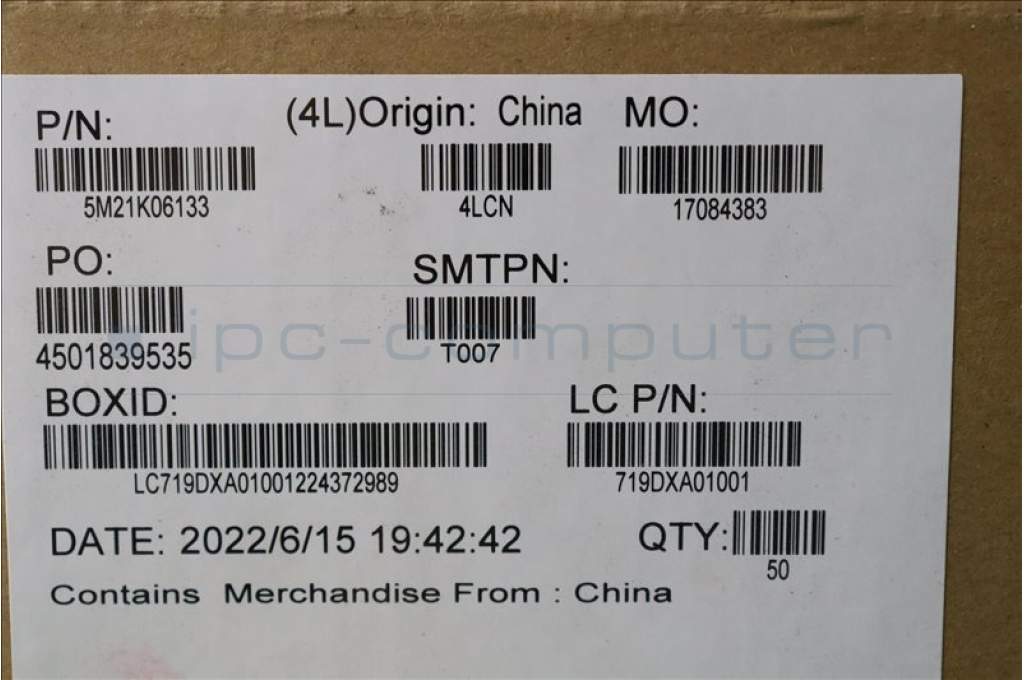 P/N:
(4L)Origin: China
MO:
5M21K06133
4LCN
17084383
PO:
SMTPN:
4501839535
T007
ipc-computer
BOXID:
LC P/N:
LC719DXA01001224372989
719DXA01001
DATE: 2022/6/15 19:42:42
QTY:
50
Contains Merchandise From : China